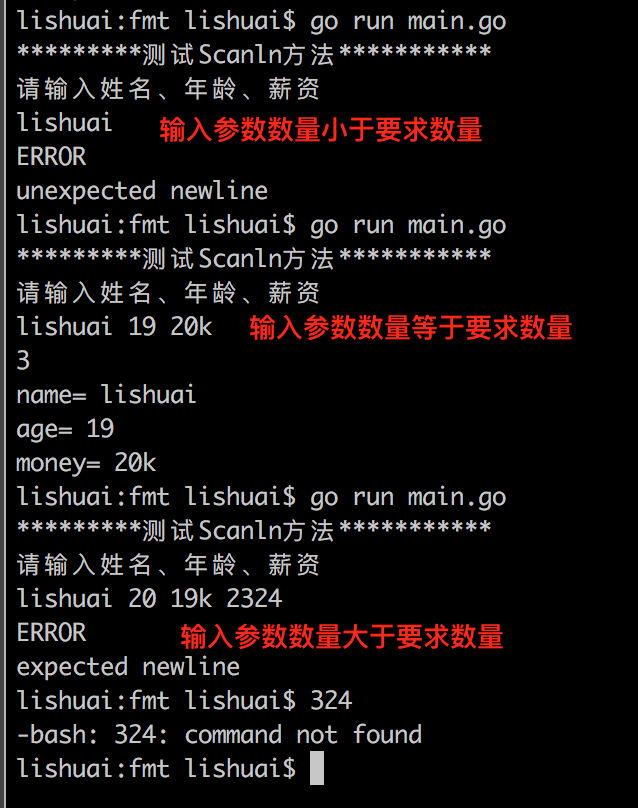 lishuai:fmt lishuai$ go run main.go
*********测试Scanln方法***********
请输入姓名、年龄、薪资
lishuai 输入参数数量小于要求数量
ERROR
unexpected newline
lishuai:fmt lishuai$ go run main.go
*********测试Scanln方法***********
请输入姓名、年龄、薪资
lishuai 19 20k 输入参数数量等于要求数量
3
name= lishuai
age= 19
money= 20k
lishuai:fmt lishuai$ go run main.go
*********测试Scanln方法***********
请输入姓名、年龄、薪资
lishuai 20 19k 2324
ERROR 输入参数数量大于要求数量
expected newline
lishuai:fmt lishuai$ 324
-bash: 324: command not found
lishuai:fmt lishuai$